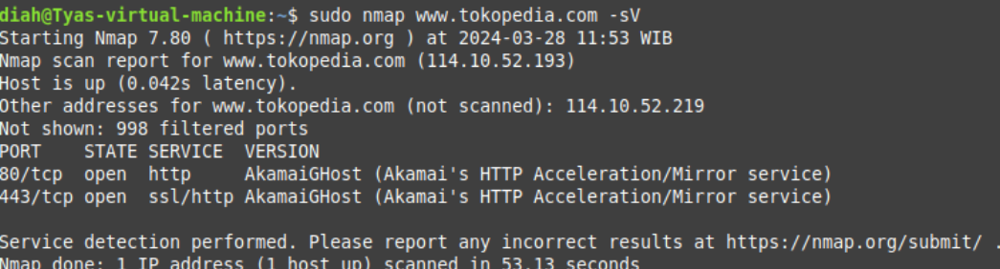 diah@Tyas-virtual-machine:~$ sudo nmap www.tokopedia.com -sV
Starting Nmap 7.80 ( https://nmap.org ) at 2024-03-28 11:53 WIB
Nmap scan report for www.tokopedia.com (114.10.52.193)
Host is up (0.042s latency).
Other addresses for www.tokopedia.com (not scanned): 114.10.52.219
Not shown: 998 filtered ports
PORT    STATE SERVICE  VERSION
80/tcp  open  http     AkamaiGHost (Akamai's HTTP Acceleration/Mirror service)
443/tcp open  ssl/http AkamaiGHost (Akamai's HTTP Acceleration/Mirror service)
Service detection performed. Please report any incorrect results at https://nmap.org/submit/ .
Nmap done: 1 IP address (1 host up) scanned in 53.13 seconds